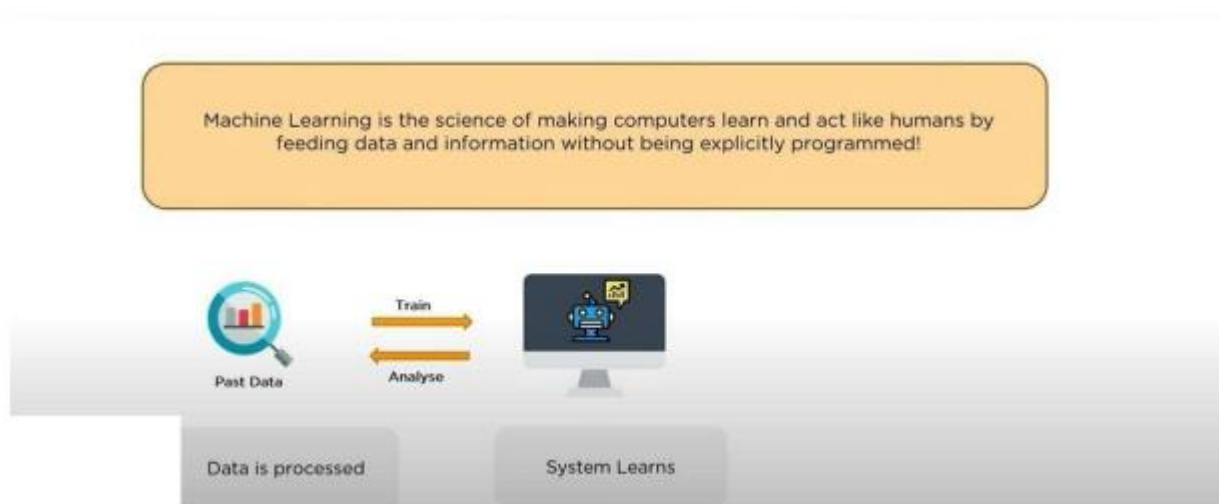 Machine Learning is the science of making computers learn and act like humans by
feeding data and information without being explicitly programmed!
Train
Past Data
Analyse
Data is processed
System Learns